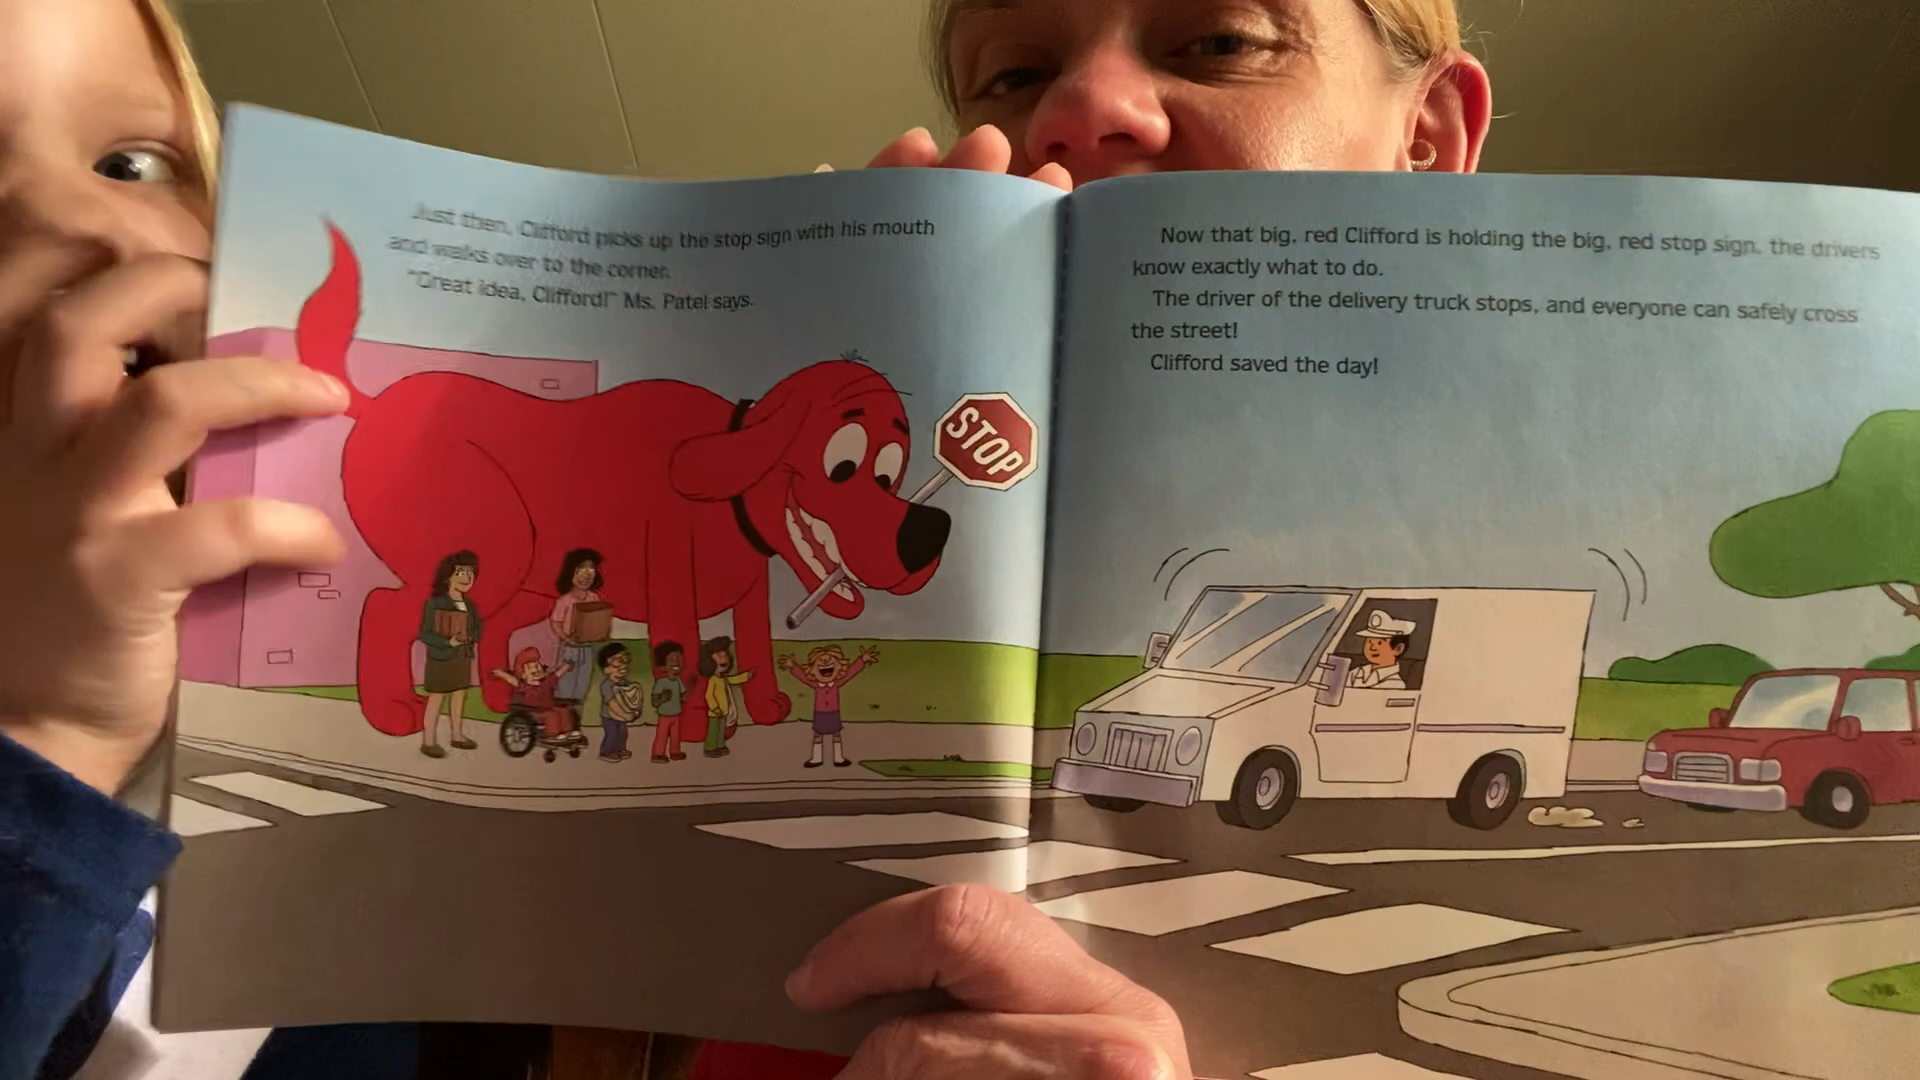 Just then, Clifford picks up the stop sign with his mouth
and walks over to the corner.
"Great idea, Clifford!" Ms. Patel says.
STOP
Now that big, red Clifford is holding the big, red stop sign, the drivers
know exactly what to do.
The driver of the delivery truck stops, and everyone can safely cross
the street!
Clifford saved the day!